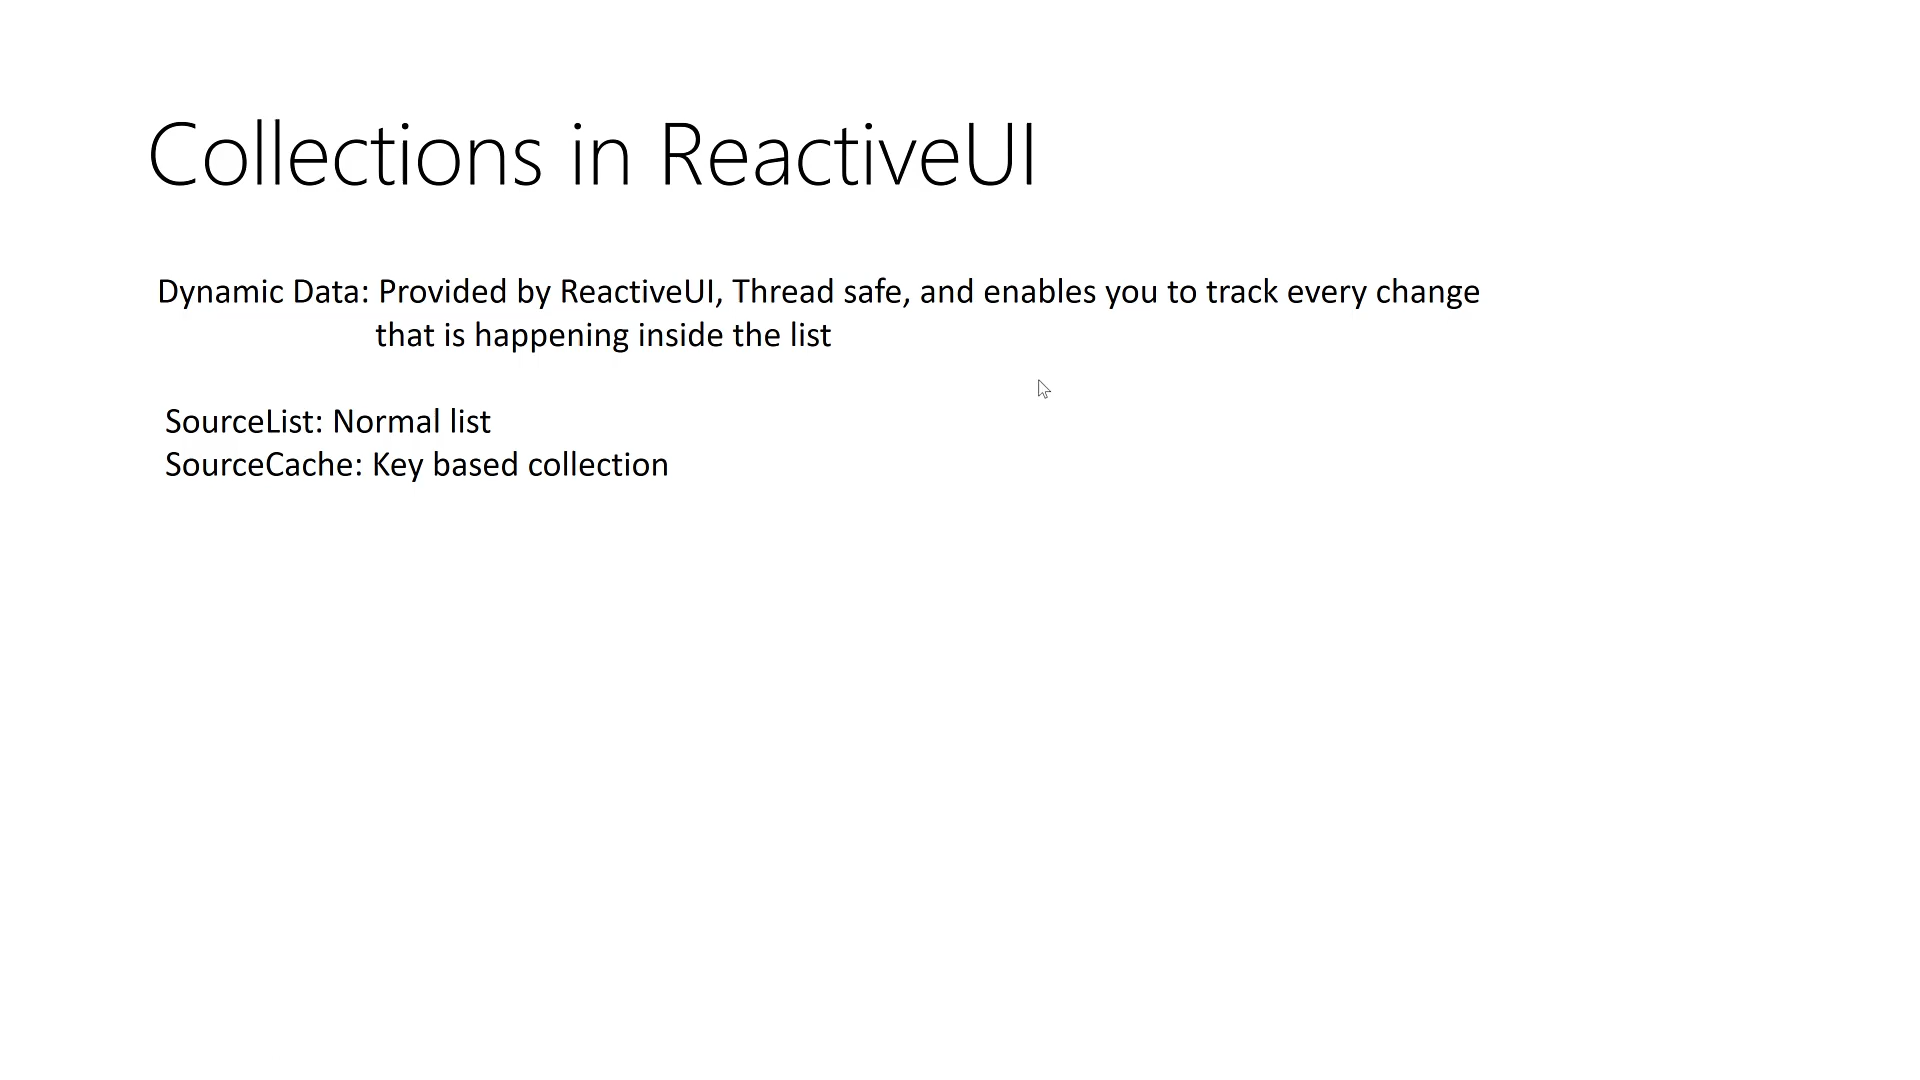 Collections in ReactiveUI
Dynamic Data: Provided by ReactiveUI, Thread safe, and enables you to track every change
that is happening inside the list
SourceList: Normal list
SourceCache: Key based collection